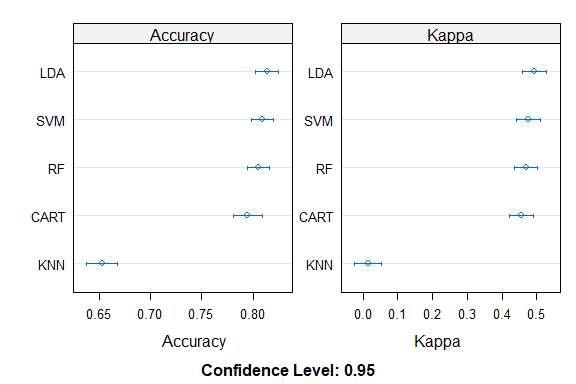 Accuracy
Kappa
LDA
SVM
RF
CART
KNN
LDA
SVM
RF
CART
KNN
0.65 0.70 0.75 0.80
0.0 0.1 0.2 0.3 0.4 0.5
Accuracy
Kappa
Confidence Level: 0.95